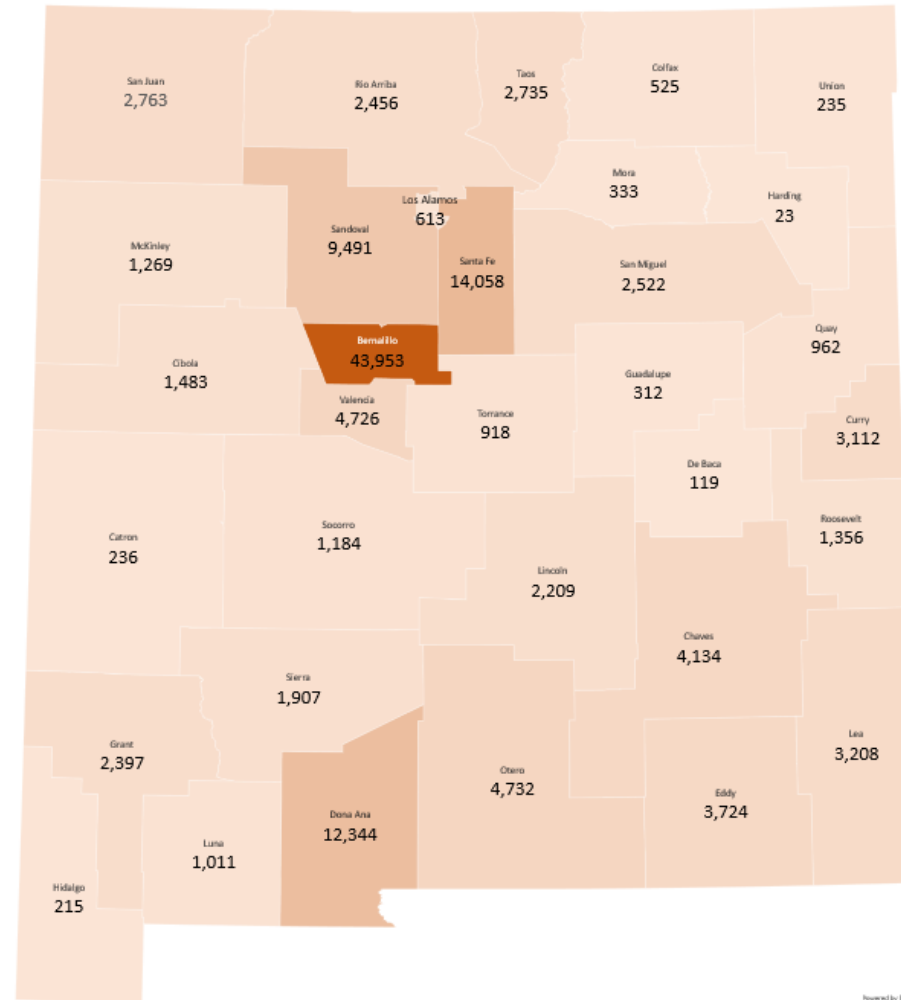 San Juan
2,763
Rio Arriba
2,456
Taos
2,735
Colfax
525
Union
235
Mora
333
Harding
23
Los Alamos
613
Sandoval
9,491
Santa Fe
14,058
McKinley
1,269
San Miguel
2,522
Quay
962
Bernalillo
43,953
Cibola
1,483
Guadalupe
312
Valencia
4,726
Torrance
918
Curry
3,112
De Baca
119
Roosevelt
1,356
Catron
236
Socorro
1,184
Lincoln
2,209
Chaves
4,134
Sierra
1,907
Lea
3,208
Grant
2,397
Otero
4,732
Eddy
3,724
Dona Ana
12,344
Luna
1,011
Hidalgo
215
Powered by